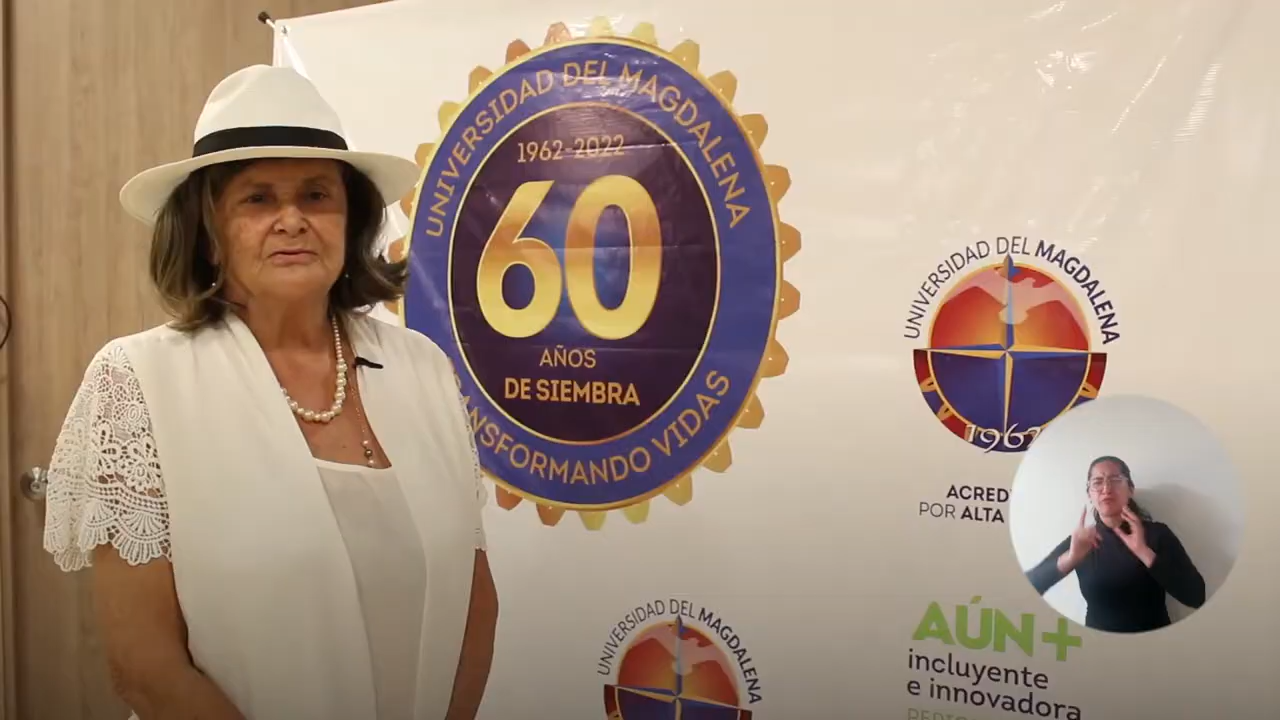 UNIVERSIDAD DEL MAGDALENA
1962-2022
60
AÑOS
DE SIEMBRA
TRANSFORMANDO VIDAS
UNIVERSIDAD DEL MAGDALENA
1962
POR ALTA
UNIVERSIDAD DEL MAGDALENA
AÚN+
incluyente
e innovadora